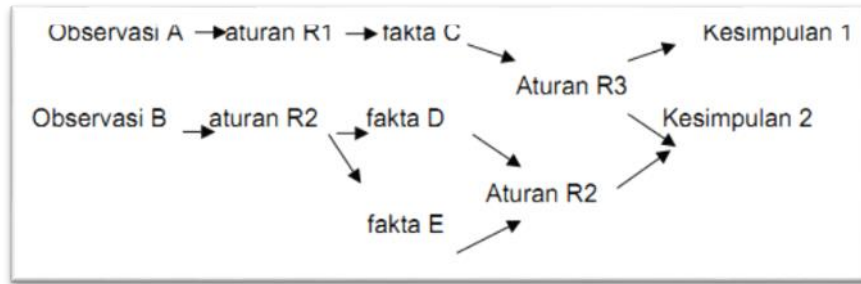 Observasi A aturan R1 fakta C Kesimpulan 1
Aturan R3
Observasi B aturan R2 fakta D Kesimpulan 2
Aturan R2
fakta E